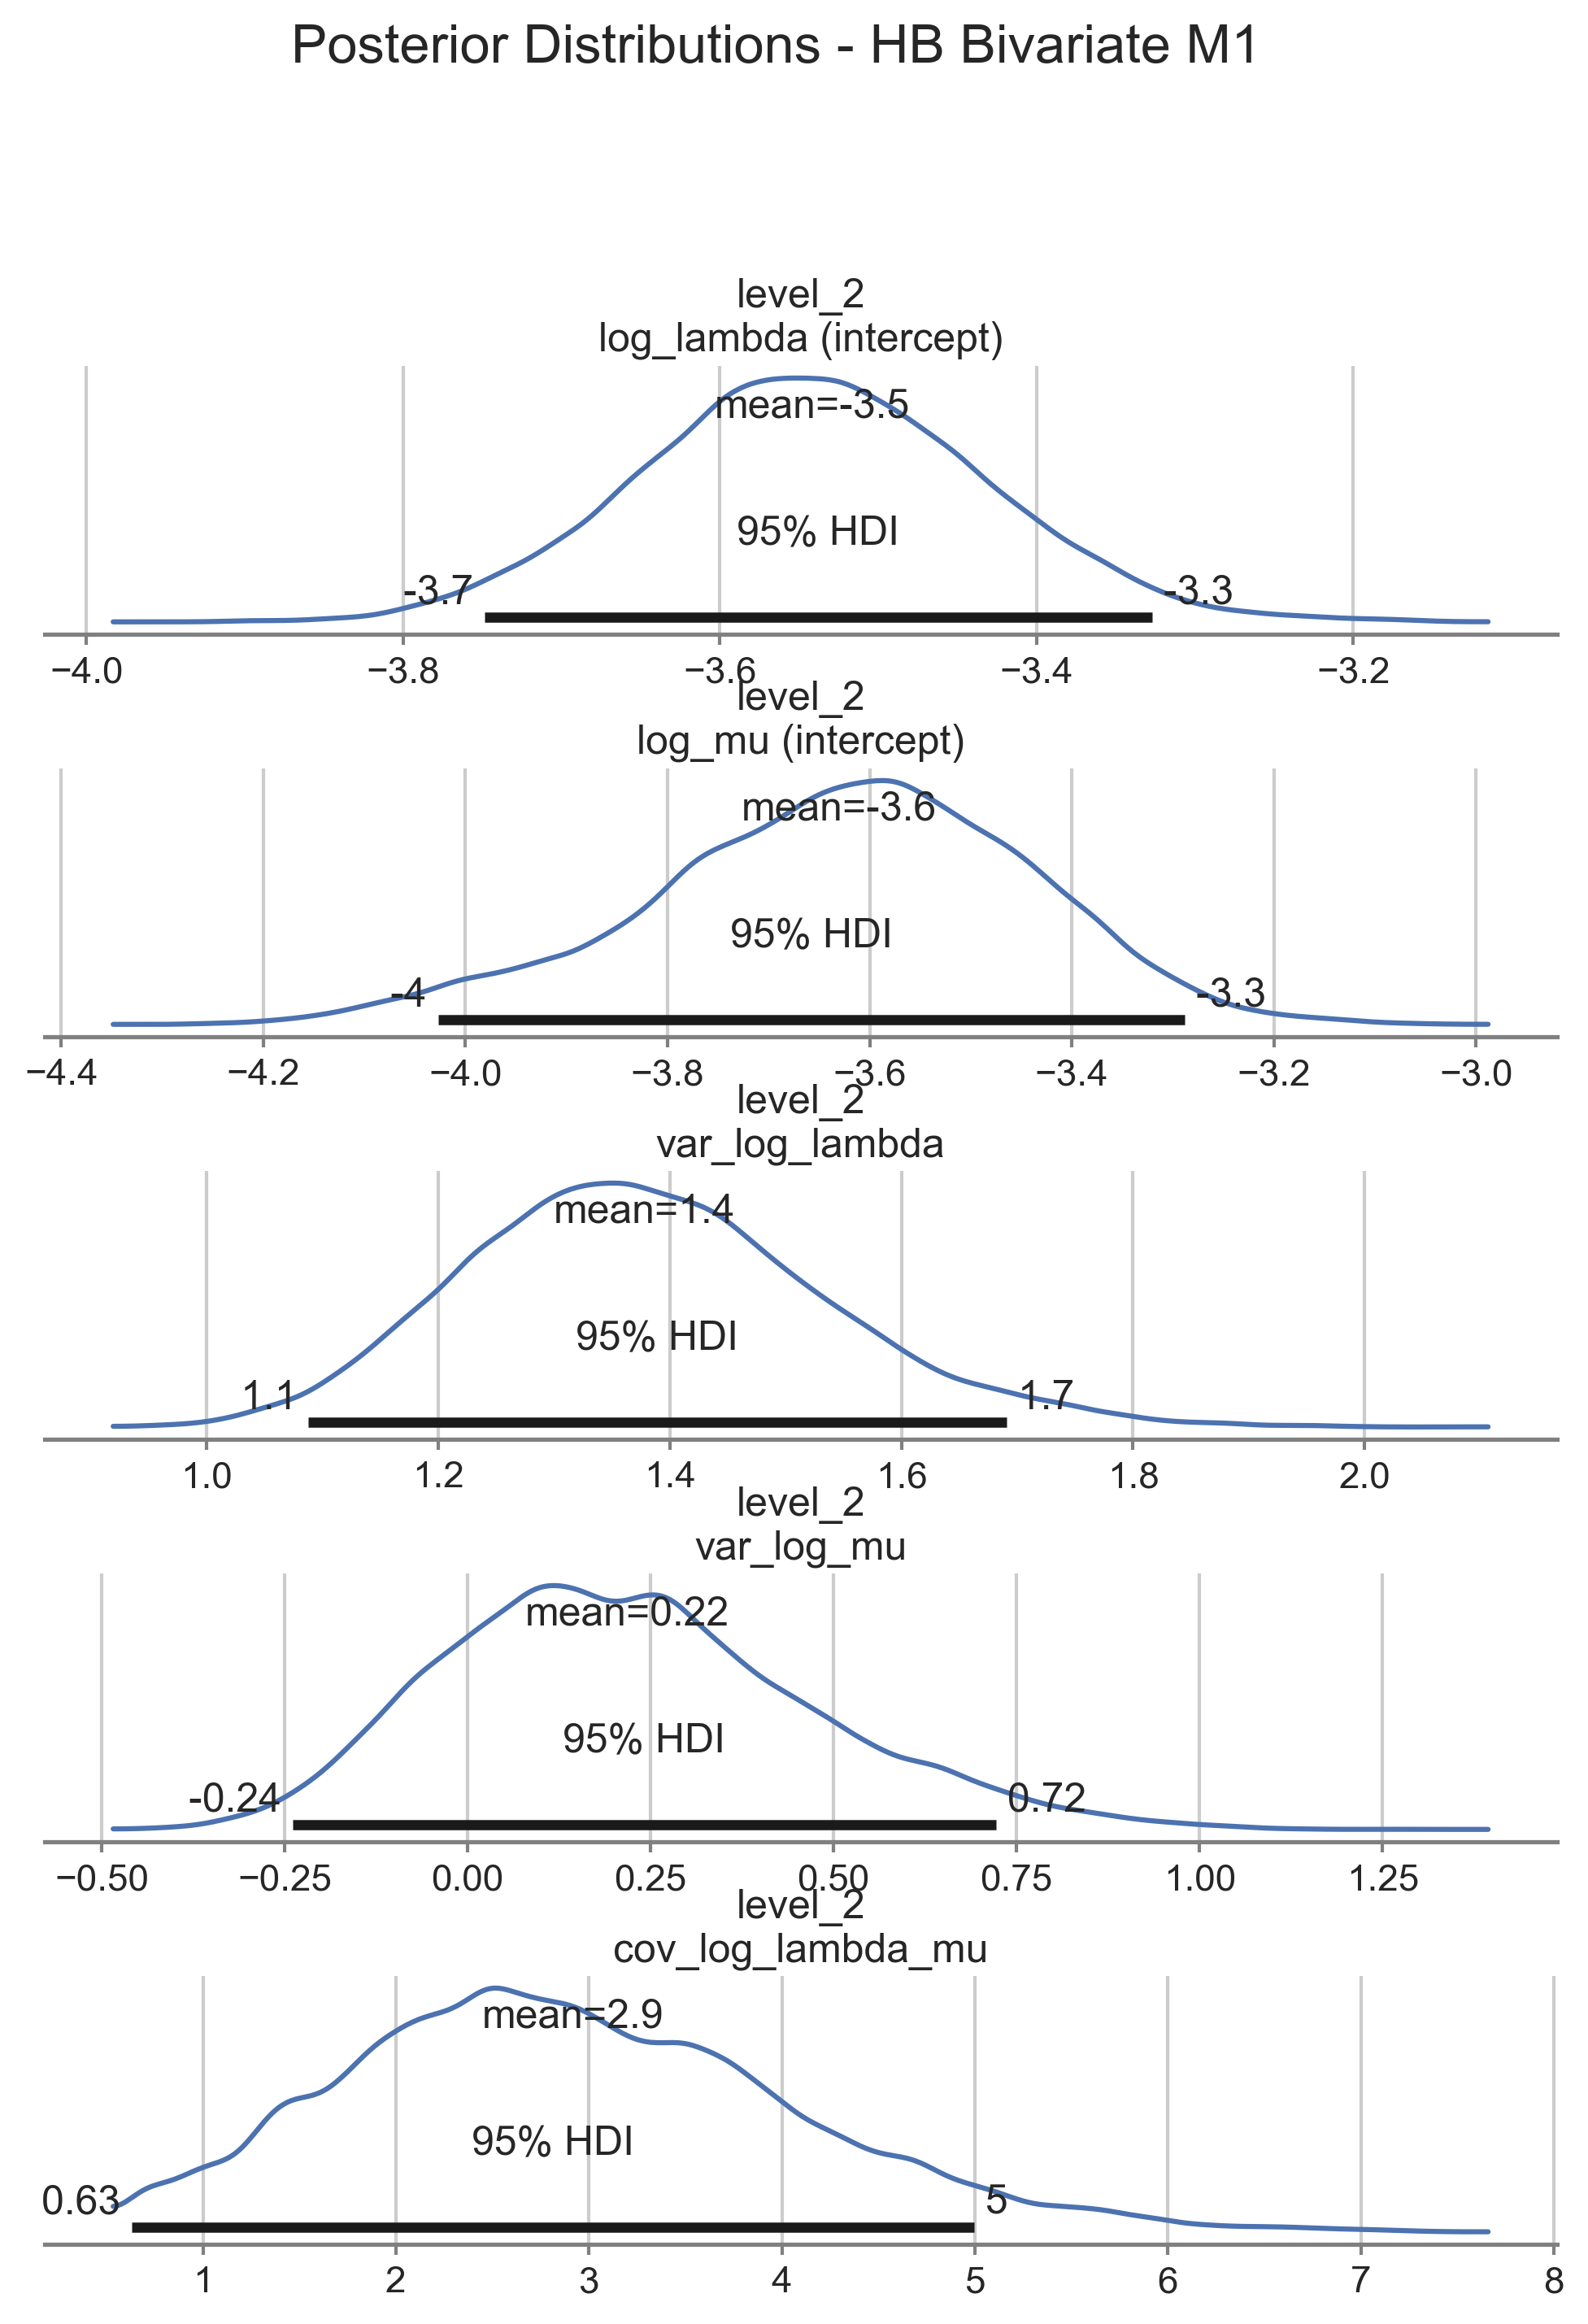 Posterior Distributions - HB Bivariate M1
level_2
log_lambda (intercept)
mean=-3.5
95% HDI
-3.7
-3.3
−4.0 −3.8 −3.6 −3.4 −3.2
level_2
log_mu (intercept)
mean=-3.6
95% HDI
-4
-3.3
−4.4 −4.2 −4.0 −3.8 −3.6 −3.4 −3.2 −3.0
level_2
var_log_lambda
mean=1.4
95% HDI
1.1
1.7
1.0 1.2 1.4 1.6 1.8 2.0
level_2
var_log_mu
mean=0.22
95% HDI
-0.24
0.72
−0.50 −0.25 0.00 0.25 0.50 0.75 1.00 1.25
level_2
cov_log_lambda_mu
mean=2.9
95% HDI
0.63
5
1 2 3 4 5 6 7 8